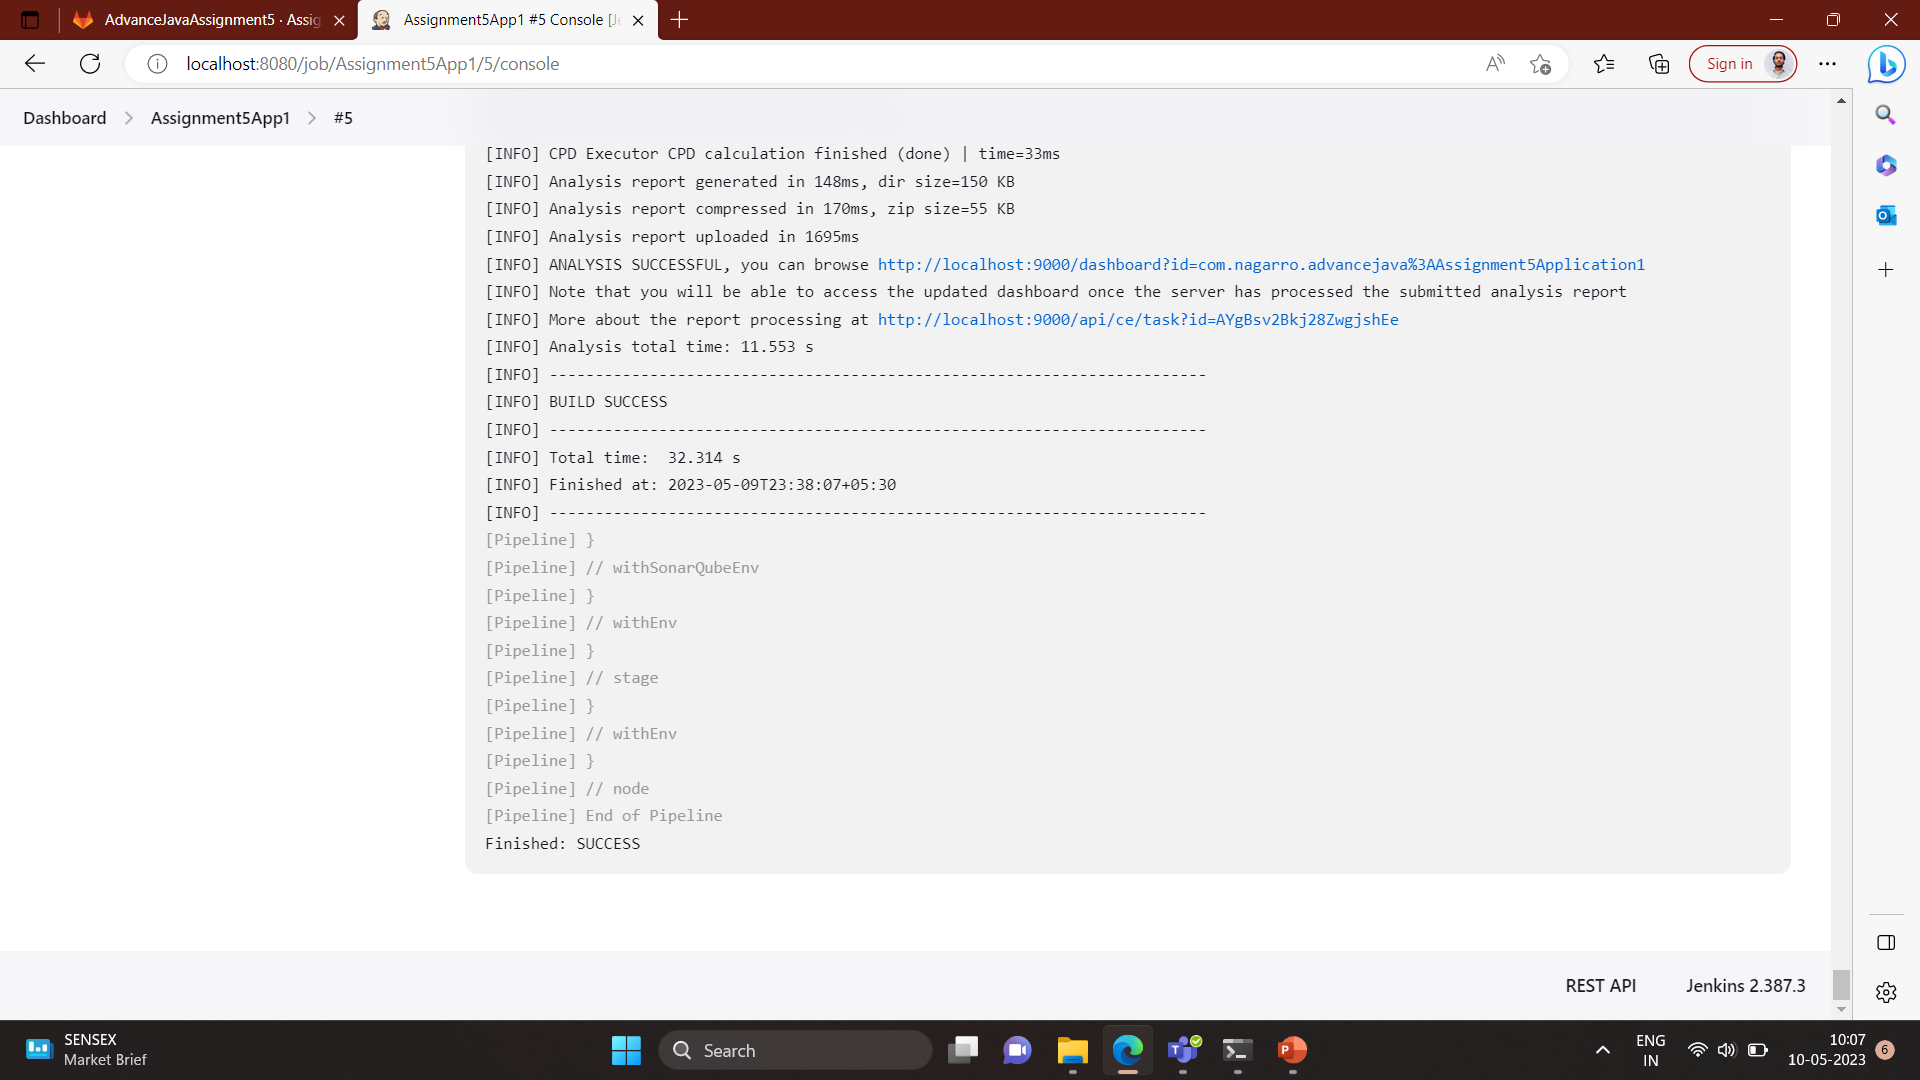 AdvanceJavaAssignment5 · Assig
Assignment5App1 #5 Console [Je
localhost:8080/job/Assignment5App1/5/console
Sign in
Dashboard > Assignment5App1 > #5
[INFO] CPD Executor CPD calculation finished (done) | time=33ms
[INFO] Analysis report generated in 148ms, dir size=150 KB
[INFO] Analysis report compressed in 170ms, zip size=55 KB
[INFO] Analysis report uploaded in 1695ms
[INFO] ANALYSIS SUCCESSFUL, you can browse http://localhost:9000/dashboard?id=com.nagarro.advancejava%3AAssignment5Application1
[INFO] Note that you will be able to access the updated dashboard once the server has processed the submitted analysis report
[INFO] More about the report processing at http://localhost:9000/api/ce/task?id=AYgBsv2Bkj28ZwgjshEe
[INFO] Analysis total time: 11.553 s
[INFO] ------------------------------------------------------------------------
[INFO] BUILD SUCCESS
[INFO] ------------------------------------------------------------------------
[INFO] Total time:  32.314 s
[INFO] Finished at: 2023-05-09T23:38:07+05:30
[INFO] ------------------------------------------------------------------------
[Pipeline] }
[Pipeline] // withSonarQubeEnv
[Pipeline] }
[Pipeline] // withEnv
[Pipeline] }
[Pipeline] // stage
[Pipeline] }
[Pipeline] // withEnv
[Pipeline] }
[Pipeline] // node
[Pipeline] End of Pipeline
Finished: SUCCESS
REST API
Jenkins 2.387.3
SENSEX
Market Brief
Search
ENG
IN
10:07
10-05-2023
6